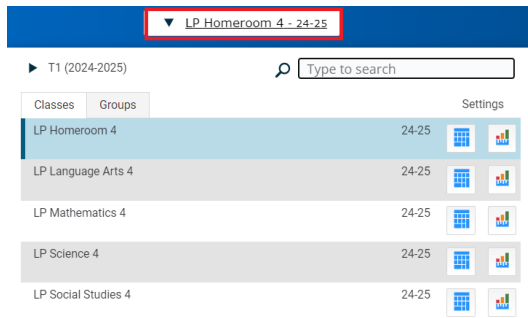 ▼ LP Homeroom 4 - 24-25
▶ T1 (2024-2025) Type to search
Classes Groups Settings
LP Homeroom 4 24-25
LP Language Arts 4 24-25
LP Mathematics 4 24-25
LP Science 4 24-25
LP Social Studies 4 24-25